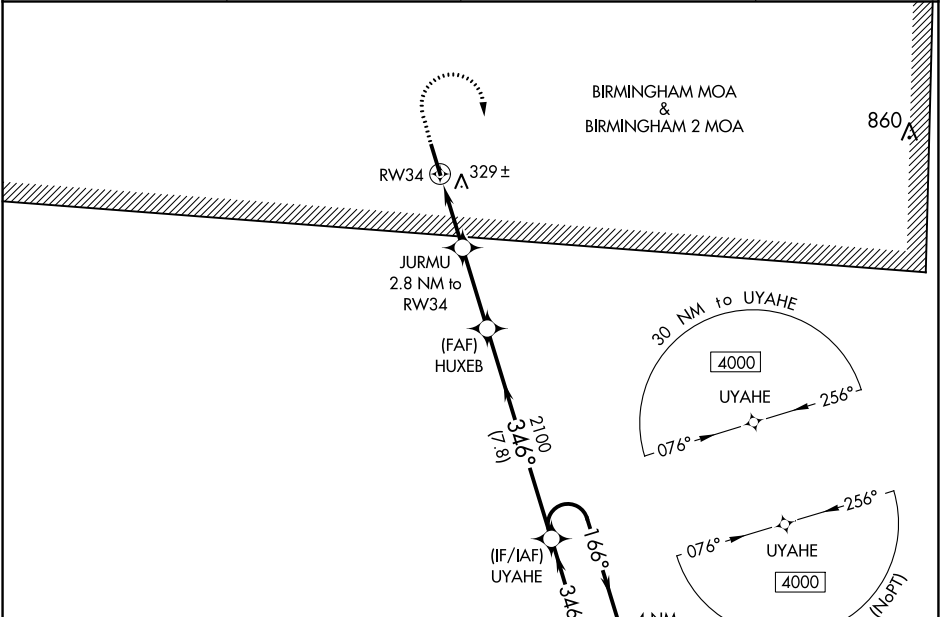 BIRMINGHAM MOA
&
BIRMINGHAM 2 MOA
860
RW34
329 ±
JURMU
2.8 NM to
RW34
(FAF)
HUXEB
30 NM to UYAHE
4000
UYAHE
256°
076°
2100
346°
(7.8)
256°
076°
UYAHE
4000
(NoPT)
(IF/IAF)
UYAHE
166°
346
4 NM